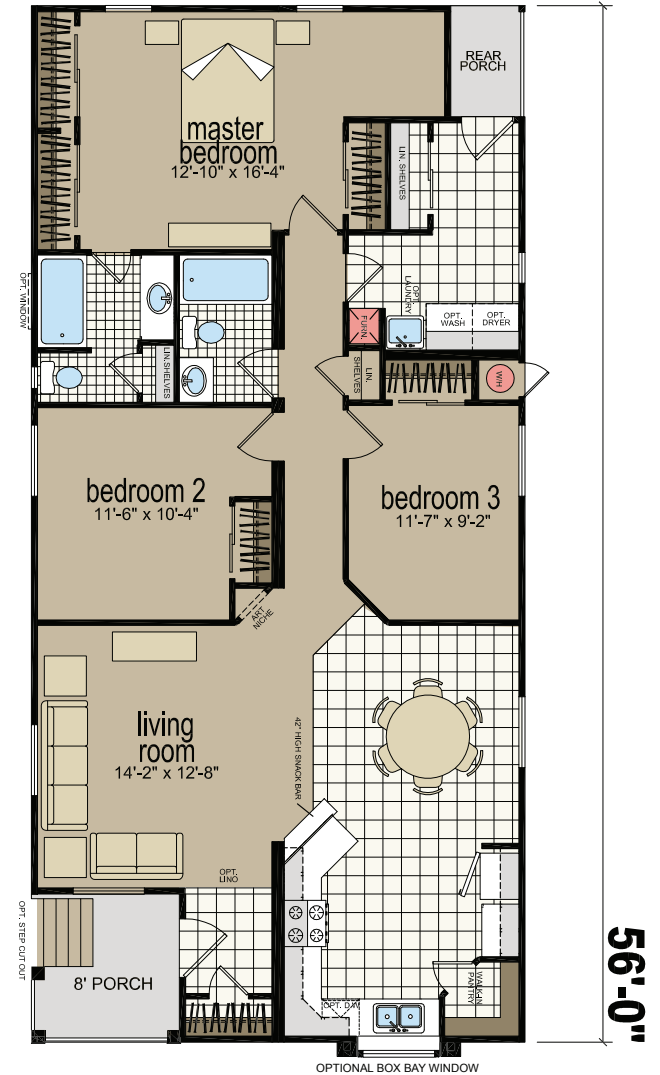 REAR
PORCH
master
bedroom
12'-10" x 16'-4"
LIN. SHELVES
OPT. WINDOW
OPT.
LAUNDRY
OPT.
WASH
OPT.
DRYER
FURN.
LIN.SHELVES
LIN.
SHELVES
W/H
bedroom 2
11'-6" x 10'-4"
bedroom 3
11'-7" x 9'-2"
ART
NICHE
living
room
14'-2" x 12'-8"
42" HIGH SNACK BAR
OPT.
LINO
OPT. STEP CUT OUT
8' PORCH
WALK-IN
PANTRY
OPT. D/W
56'-0"
OPTIONAL BOX BAY WINDOW